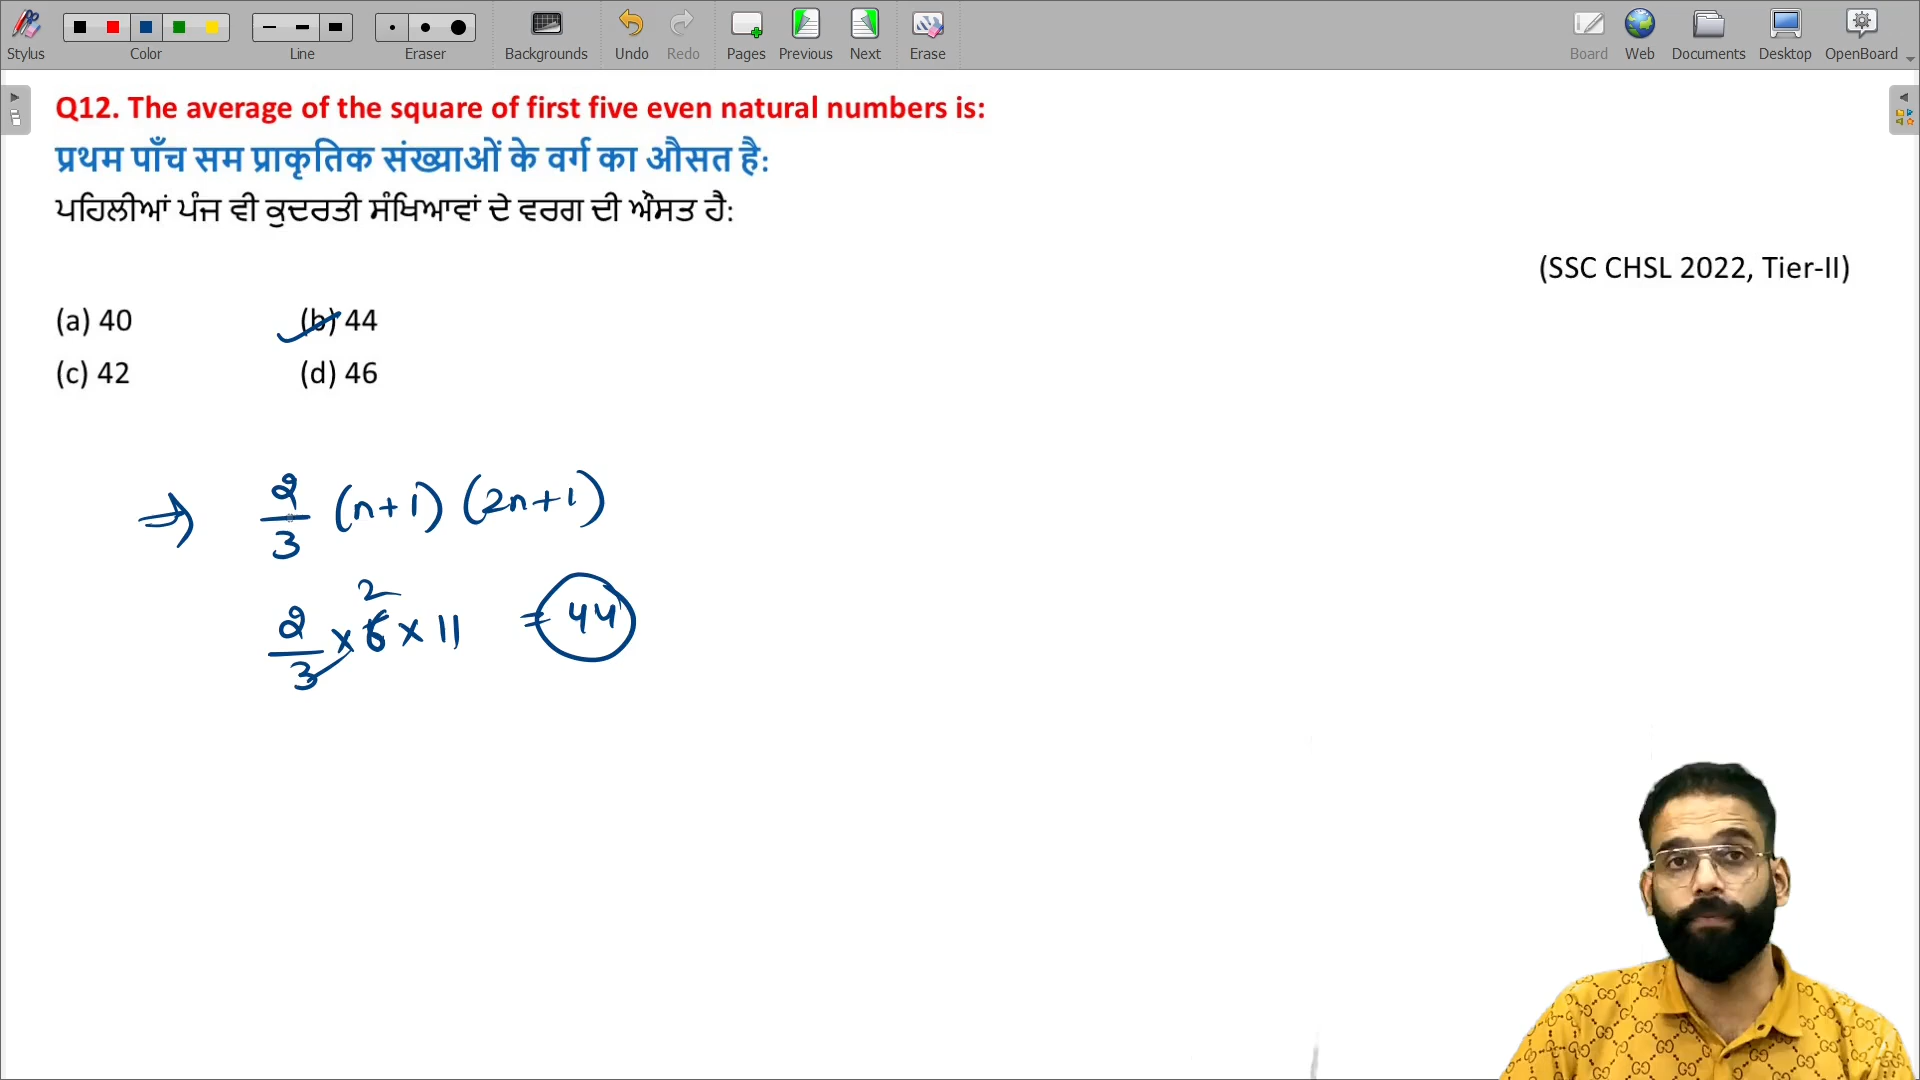 Stylus Color Line Eraser Backgrounds Undo Redo Pages Previous Next Erase Board Web Documents Desktop OpenBoard
Q12. The average of the square of first five even natural numbers is:
प्रथम पाँच सम प्राकृतिक संख्याओं के वर्ग का औसत है:
ਪਹਿਲੀਆਂ ਪੰਜ ਵੀ ਕੁਦਰਤੀ ਸੰਖਿਆਵਾਂ ਦੇ ਵਰਗ ਦੀ ਔਸਤ ਹੈ:
(SSC CHSL 2022, Tier-II)
(a) 40 (b) 44
(c) 42 (d) 46
⇒ 2/3 (n+1) (2n+1)
2
2/3 × 6 × 11 = 44